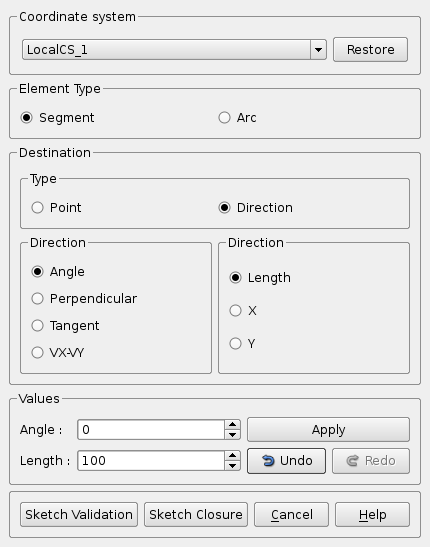 Coordinate system
LocalCS_1
Restore
Element Type
Segment
Arc
Destination
Type
Point
Direction
Direction
Angle
Perpendicular
Tangent
VX-VY
Direction
Length
X
Y
Values
Angle :
0
Apply
Length :
100
Undo
Redo
Sketch Validation
Sketch Closure
Cancel
Help